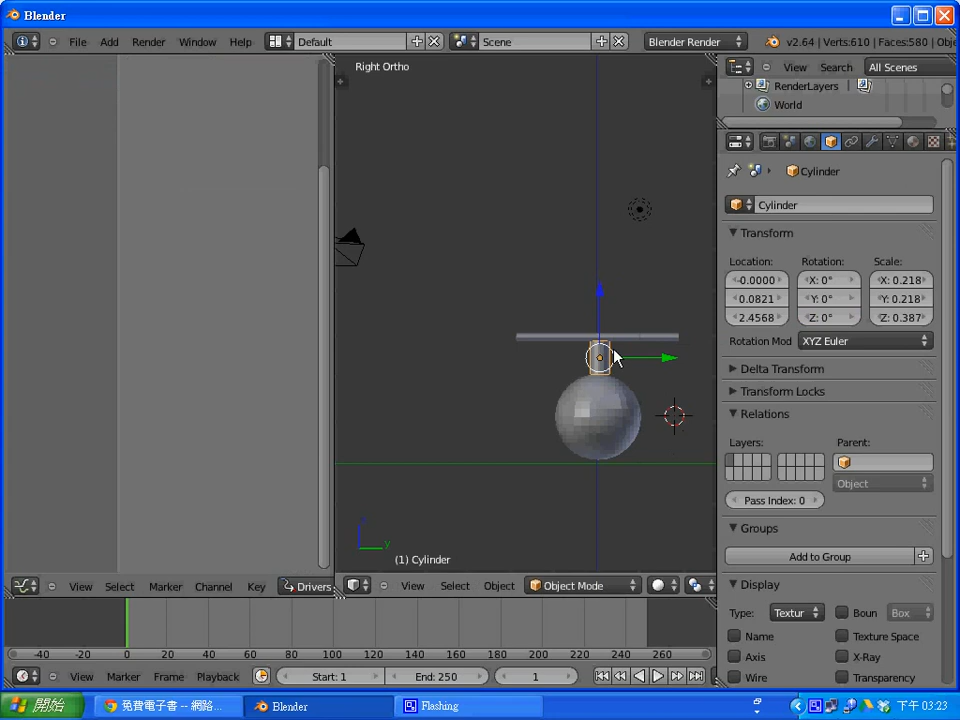 Blender
File Add Render Window Help Default Scene Blender Render v2.64 | Verts:610 | Faces:580 | Obje
Right Ortho
View Search All Scenes
RenderLayers
World
Cylinder
Cylinder
Transform
Location: Rotation: Scale:
-0.0000 X: 0° X: 0.218
0.0821 Y: 0° Y: 0.218
2.4568 Z: 0° Z: 0.387
Rotation Mod XYZ Euler
Delta Transform
Transform Locks
Relations
Layers: Parent:
Object
Pass Index: 0
Groups
Add to Group
Display
Type: Textur Boun Box
Name Texture Space
Axis X-Ray
Wire Transparency
y
(1) Cylinder
View Select Marker Channel Key Drivers
View Select Object Object Mode
-40 -20 0 20 40 60 80 100 120 140 160 180 200 220 240 260
View Marker Frame Playback Start: 1 End: 250 1
開始 免費電子書 -- 網路... Blender Flashing 下午 03:23